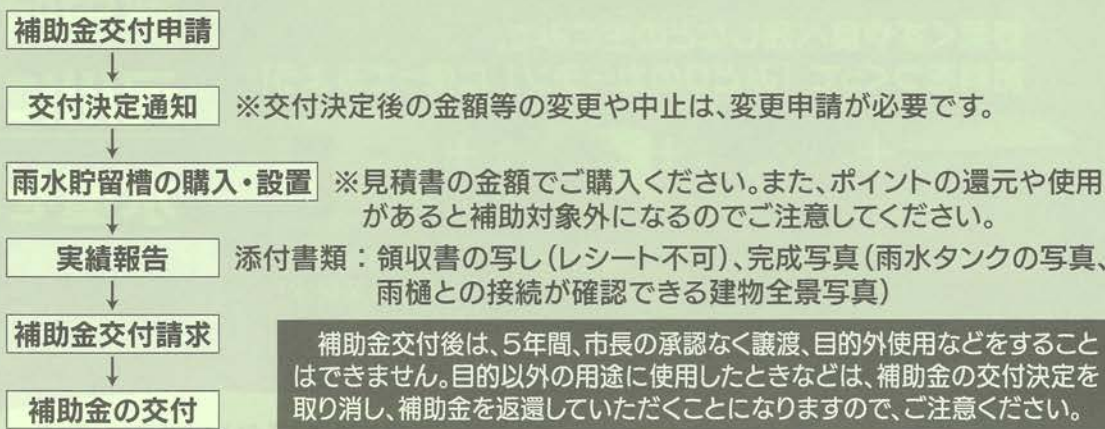 補助金交付申請
↓
交付決定通知 ※交付決定後の金額等の変更や中止は、変更申請が必要です。
↓
雨水貯留槽の購入・設置 ※見積書の金額でご購入ください。また、ポイントの還元や使用
があると補助対象外になるのでご注意してください。
↓
実績報告 添付書類：領収書の写し（レシート不可）、完成写真（雨水タンクの写真、
雨樋との接続が確認できる建物全景写真）
↓
補助金交付請求
↓
補助金の交付
補助金交付後は、5年間、市長の承認なく譲渡、目的外使用などをすること
はできません。目的以外の用途に使用したときなどは、補助金の交付決定を
取り消し、補助金を返還していただくことになりますので、ご注意ください。